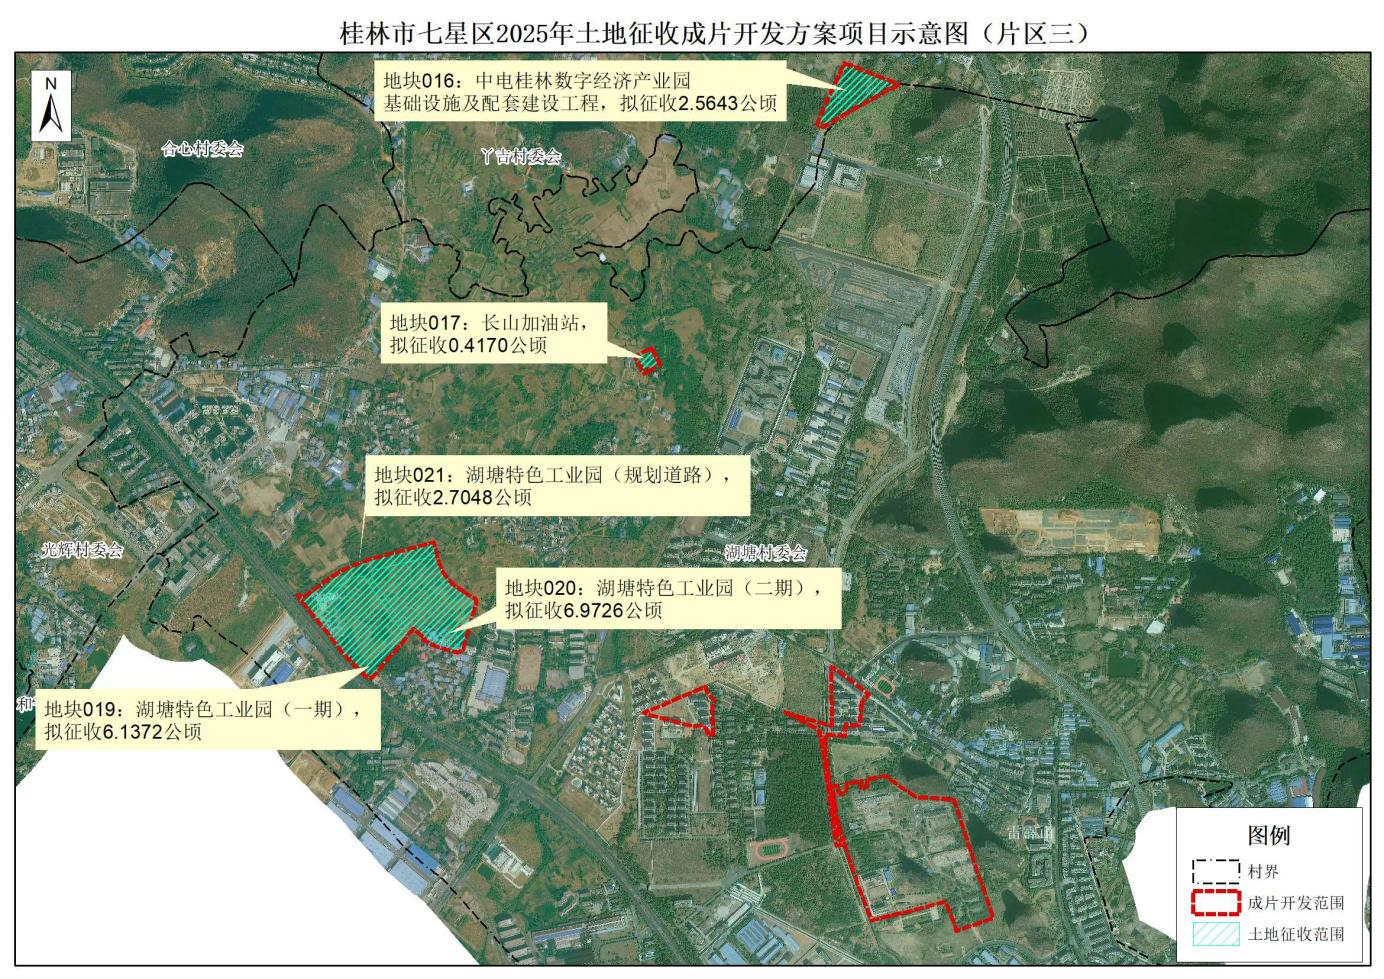 桂林市七星区2025年土地征收成片开发方案项目示意图（片区三）
N
地块016：中电桂林数字经济产业园
基础设施及配套建设工程，拟征收2.5643公顷
合心村委会
丫吉村委会
地块017：长山加油站，
拟征收0.4170公顷
地块021：湖塘特色工业园（规划道路），
拟征收2.7048公顷
光辉村委会
湖塘村委会
地块020：湖塘特色工业园（二期），
拟征收6.9726公顷
地块019：湖塘特色工业园（一期），
拟征收6.1372公顷
和
图例
村界
成片开发范围
土地征收范围